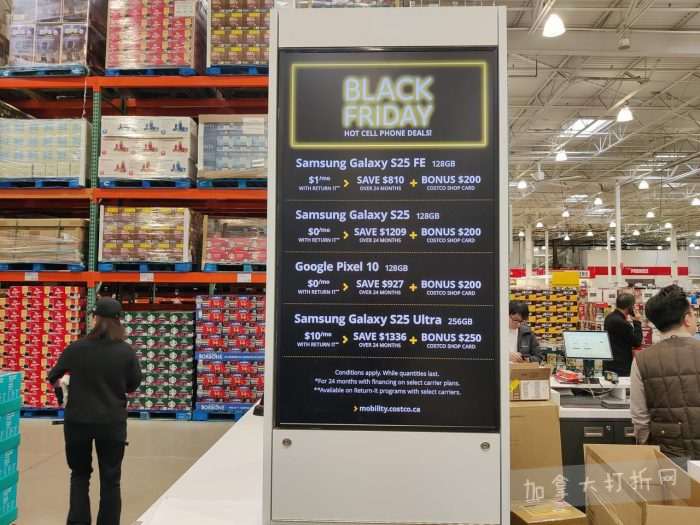 BLACK
FRIDAY
HOT CELL PHONE DEALS!
Samsung Galaxy S25 FE 128GB
$1*/mo > SAVE $810 + BONUS $200
WITH RETURN IT** OVER 24 MONTHS COSTCO SHOP CARD
Samsung Galaxy S25 128GB
$0*/mo > SAVE $1209 + BONUS $200
WITH RETURN IT** OVER 24 MONTHS COSTCO SHOP CARD
Google Pixel 10 128GB
$0*/mo > SAVE $927 + BONUS $200
WITH RETURN IT** OVER 24 MONTHS COSTCO SHOP CARD
Samsung Galaxy S25 Ultra 256GB
$10*/mo > SAVE $1336 + BONUS $250
WITH RETURN IT** OVER 24 MONTHS COSTCO SHOP CARD
Conditions apply. While quantities last.
*For 24 months with financing on select carrier plans.
**Available on Return-it programs with select carriers.
> mobility.costco.ca
加拿大打折网